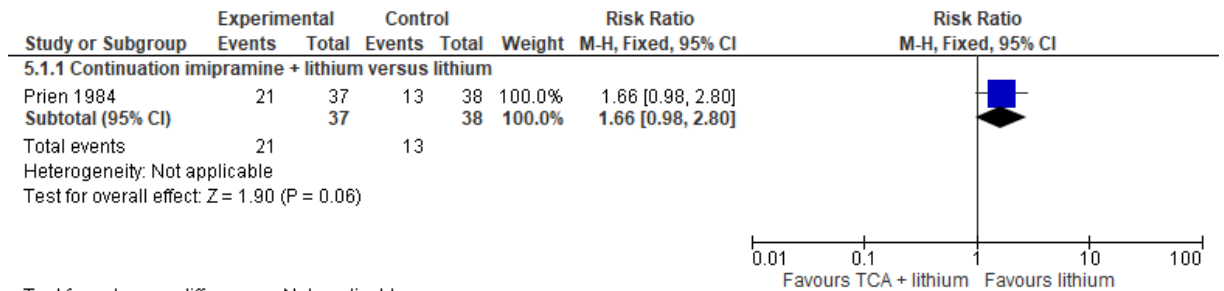 Experimental Control Risk Ratio Risk Ratio
Study or Subgroup Events Total Events Total Weight M-H, Fixed, 95% CI M-H, Fixed, 95% CI
5.1.1 Continuation imipramine + lithium versus lithium
Prien 1984 21 37 13 38 100.0% 1.66 [0.98, 2.80]
Subtotal (95% CI) 37 38 100.0% 1.66 [0.98, 2.80]
Total events 21 13
Heterogeneity: Not applicable
Test for overall effect: Z = 1.90 (P = 0.06)
0.01 0.1 1 10 100
Favours TCA + lithium Favours lithium